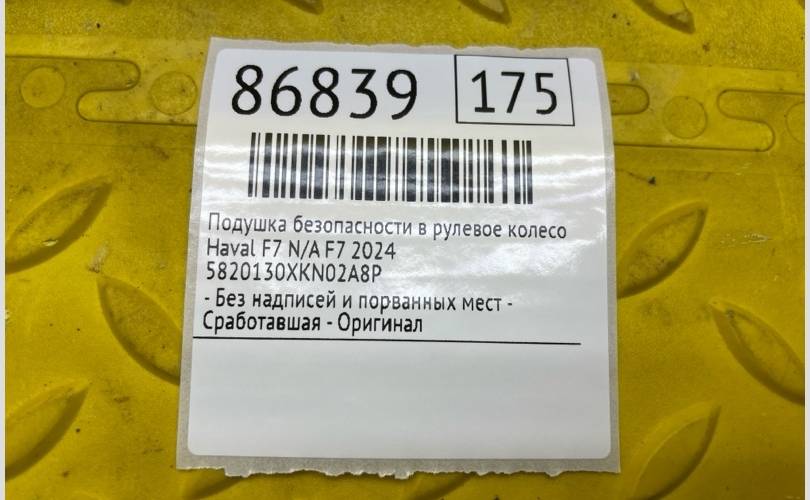 86839 175
Подушка безопасности в рулевое колесо
Haval F7 N/A F7 2024
5820130XKN02A8P
- Без надписей и порванных мест -
Сработавшая - Оригинал